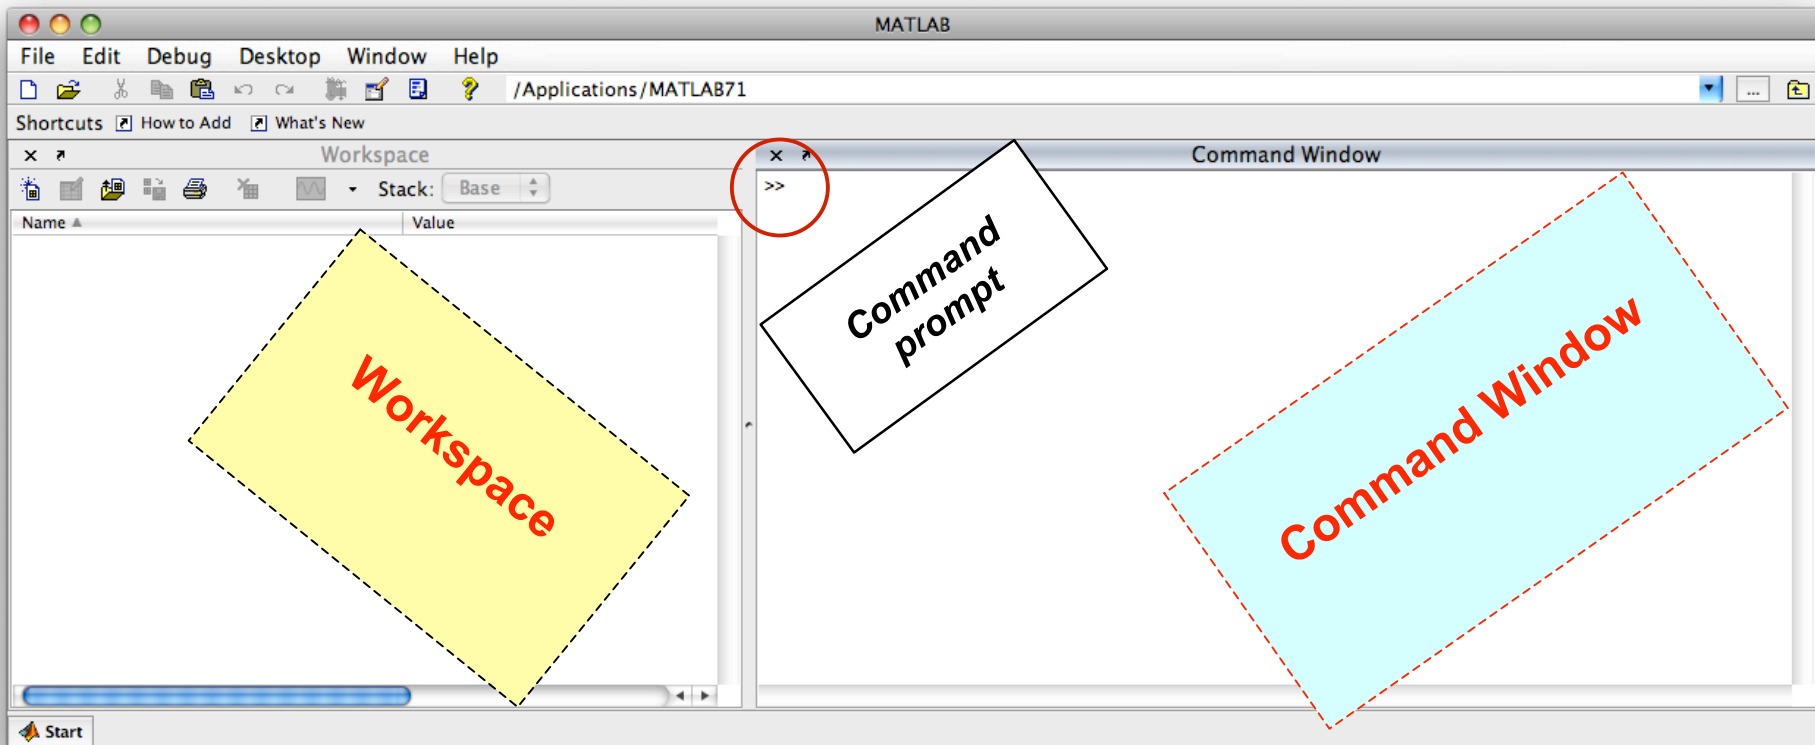 MATLAB
File Edit Debug Desktop Window Help
/Applications/MATLAB71
...
Shortcuts How to Add What's New
Workspace
Stack: Base
Name Value
Workspace
Command Window
>>
Command
prompt
Command Window
Start